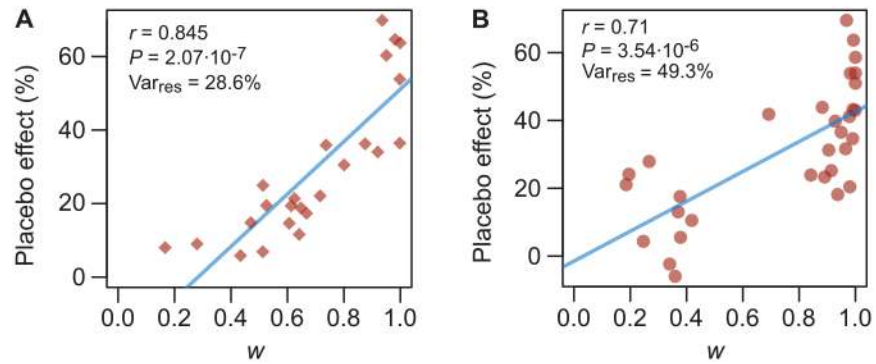 A
r = 0.845
P = 2.07·10-7
Varres = 28.6%
Placebo effect (%)
60
40
20
0
0.0 0.2 0.4 0.6 0.8 1.0
w
B
r = 0.71
P = 3.54·10-6
Varres = 49.3%
Placebo effect (%)
60
40
20
0
0.0 0.2 0.4 0.6 0.8 1.0
w